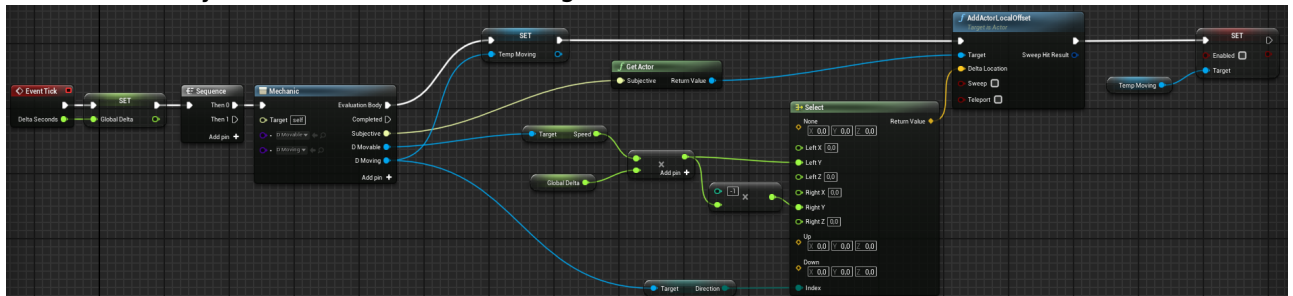 Event Tick
Delta Seconds
SET
Global Delta
Sequence
Then 0
Then 1
Add pin +
Mechanic
Evaluation Body
Target self
Completed
D Movable
Subjective
D Moving
D Movable
D Moving
Add pin +
SET
Temp Moving
f Get Actor
Subjective Return Value
Target Speed
Global Delta
×
Add pin +
-1 ×
Target Direction
Select
None
Return Value
X 0,0 Y 0,0 Z 0,0
Left X 0,0
Left Y
Left Z 0,0
Right X 0,0
Right Y
Right Z 0,0
Up
X 0,0 Y 0,0 Z 0,0
Down
X 0,0 Y 0,0 Z 0,0
Index
f AddActorLocalOffset
Target is Actor
Target Sweep Hit Result
Delta Location
Sweep
Teleport
Temp Moving
SET
Enabled
Target